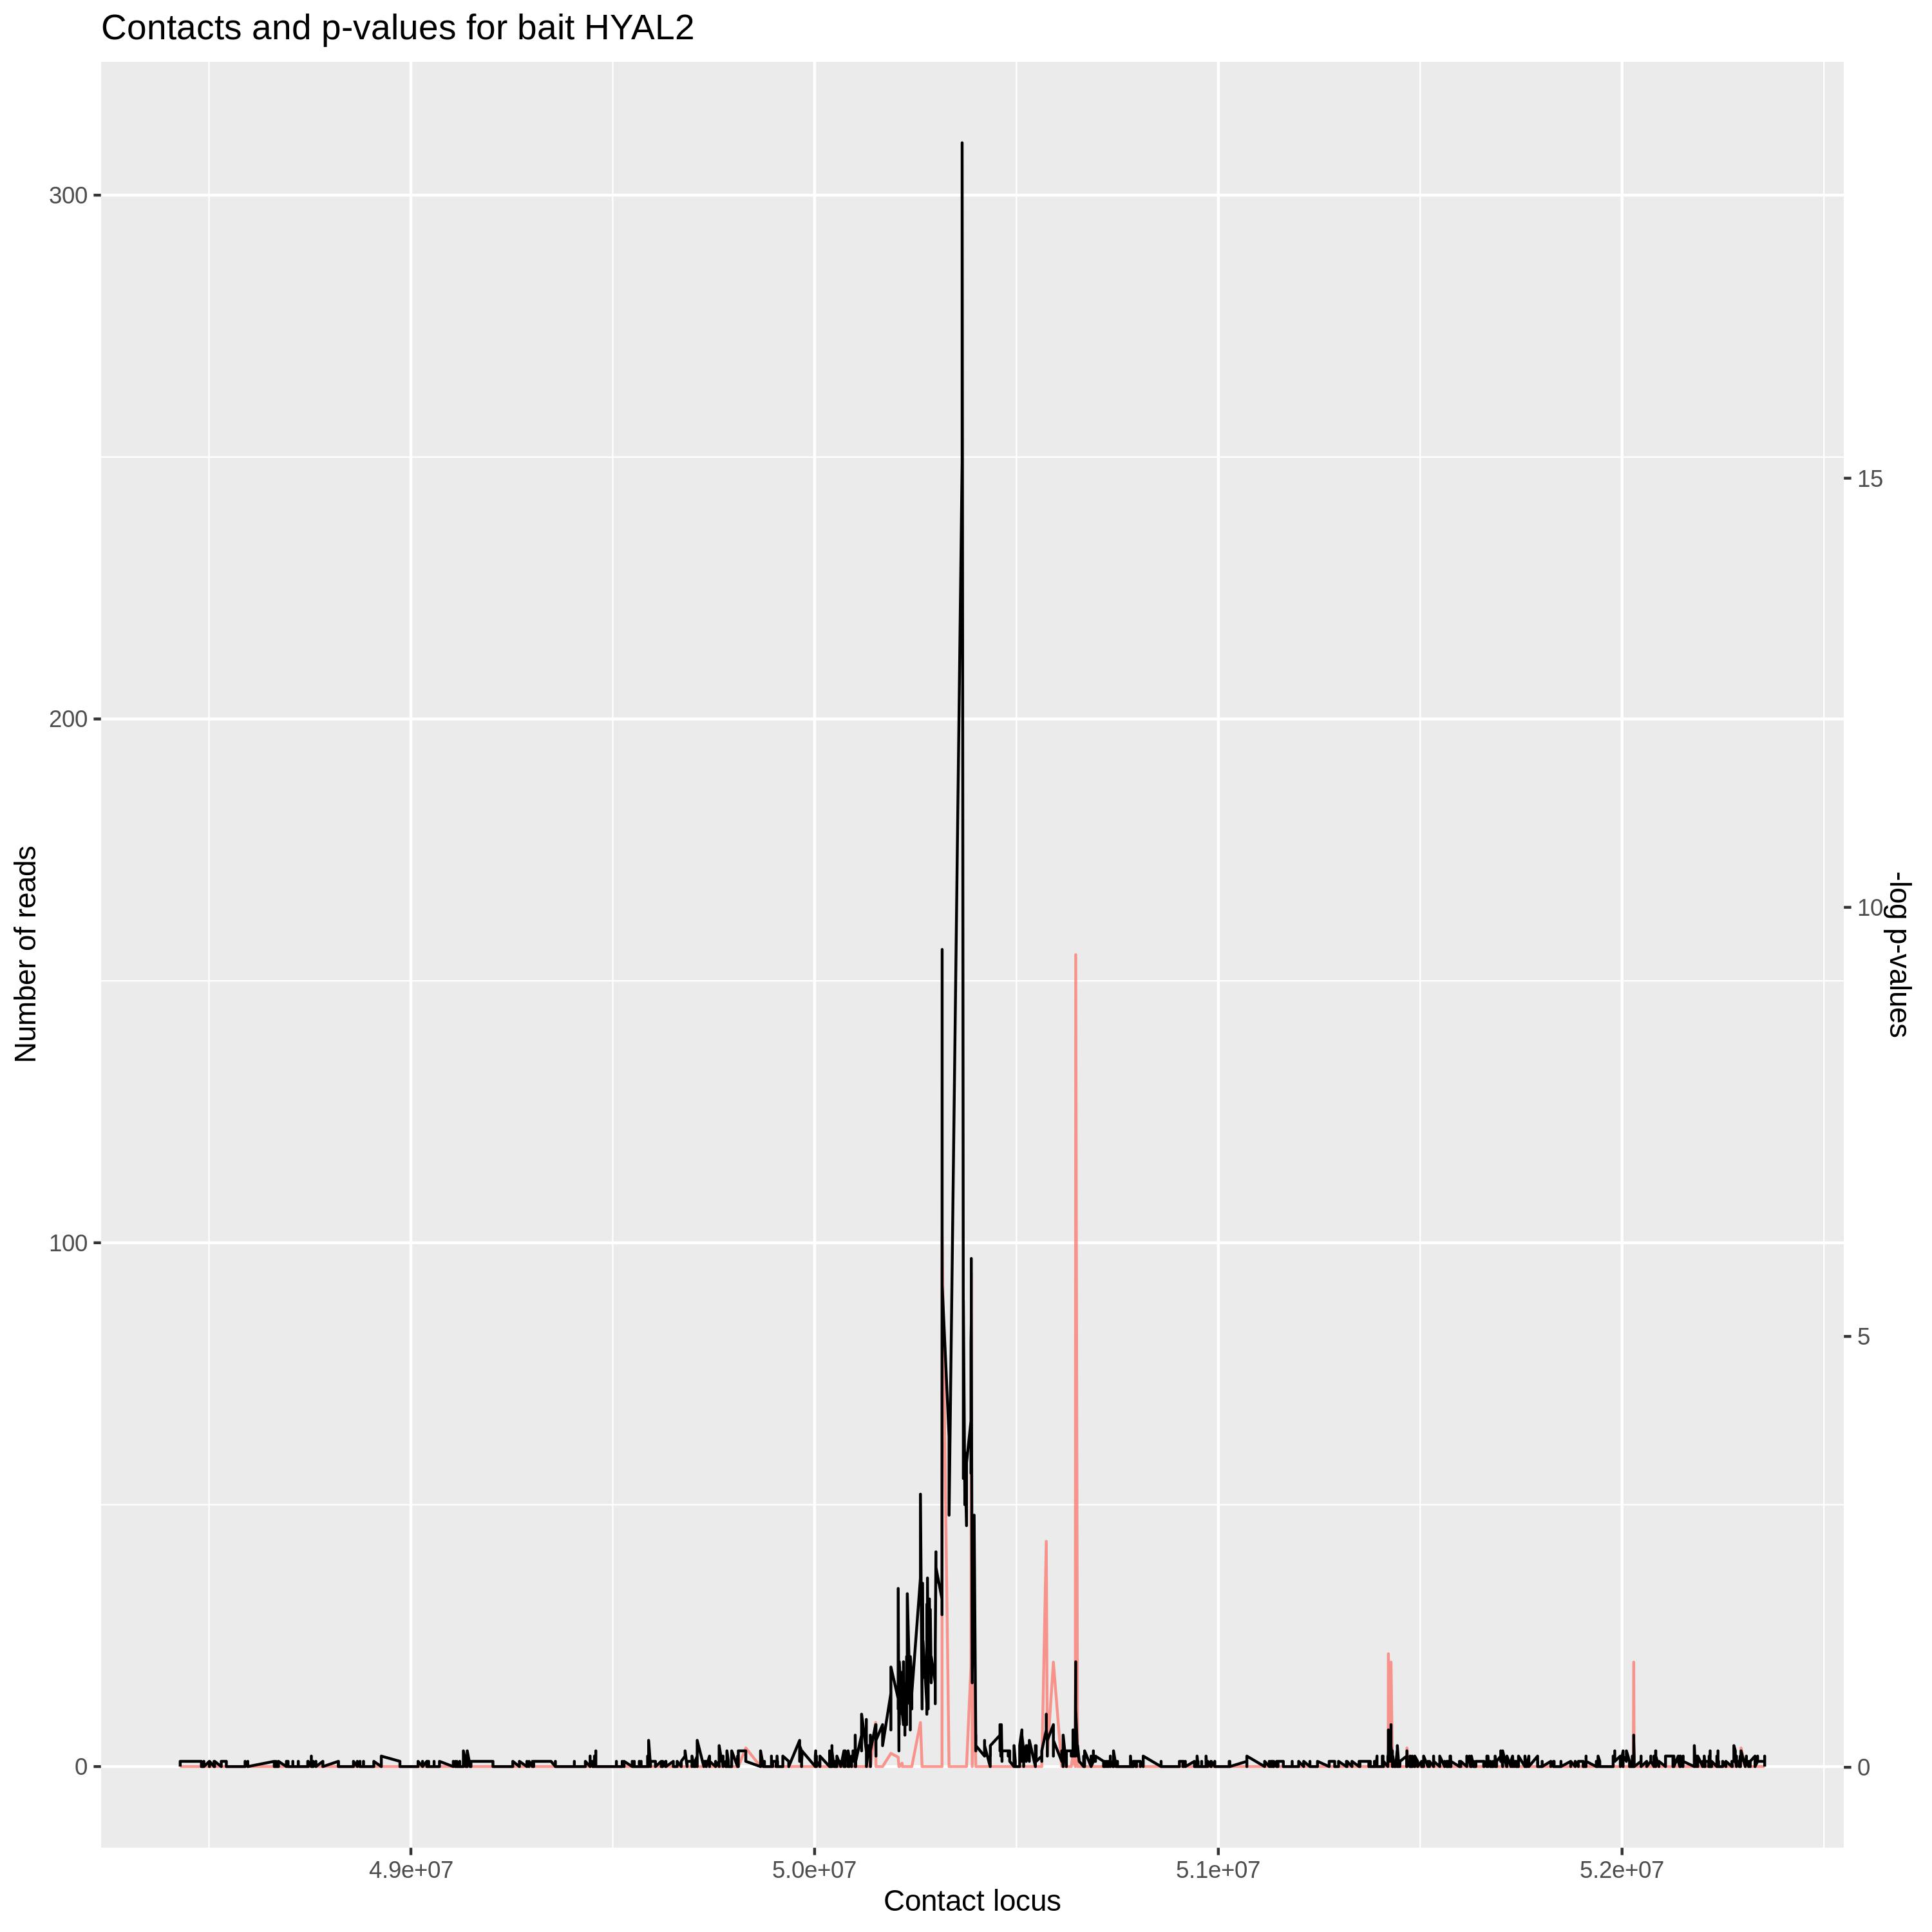 Contacts and p-values for bait HYAL2
300
200
100
0
Number of reads
15
10
5
0
-log p-values
4.9e+07 5.0e+07 5.1e+07 5.2e+07
Contact locus